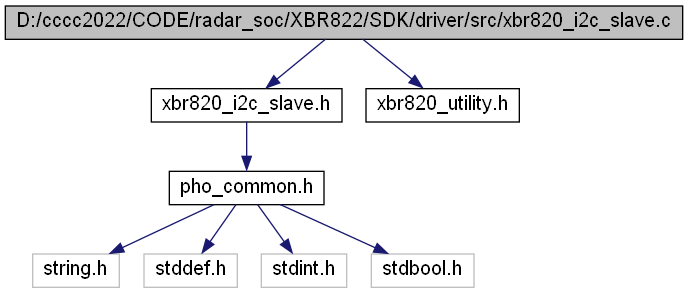 D:/cccc2022/CODE/radar_soc/XBR822/SDK/driver/src/xbr820_i2c_slave.c
xbr820_i2c_slave.h
xbr820_utility.h
pho_common.h
string.h
stddef.h
stdint.h
stdbool.h